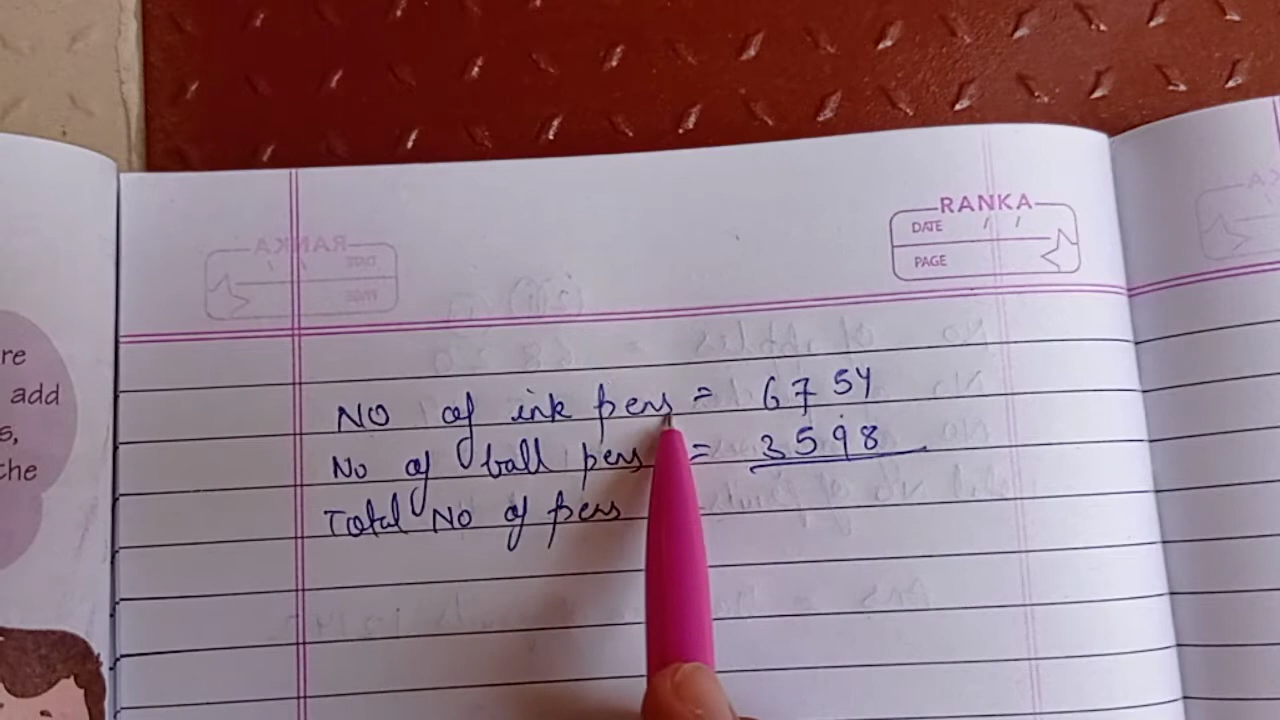 re
add
s,
che
RANKA
DATE / /
PAGE
NO of ink pens = 6754
No of ball pens = 3598
Total No of pens